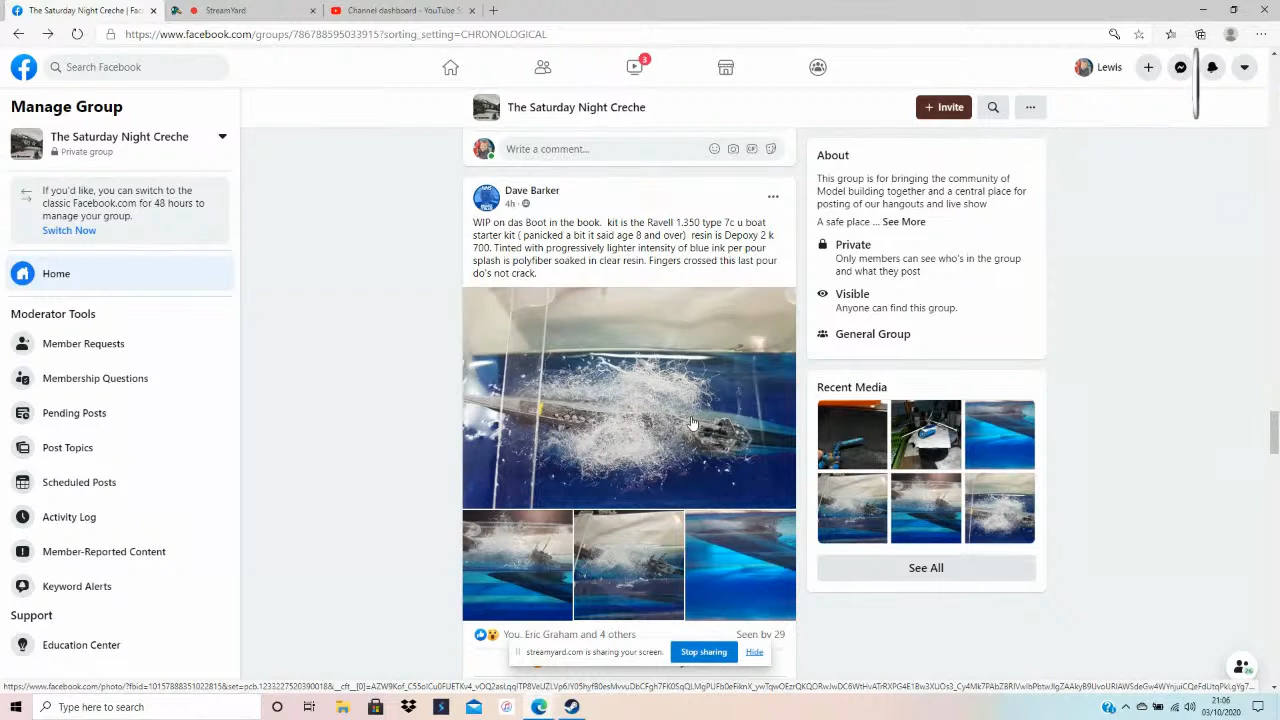 The Saturday Night Creche | Fac
StreamYard
Channel dashboard - YouTube S
https://www.facebook.com/groups/786788595033915?sorting_setting=CHRONOLOGICAL
Search Facebook
3
Lewis
Manage Group
The Saturday Night Creche
Private group
If you'd like, you can switch to the
classic Facebook.com for 48 hours to
manage your group.
Switch Now
Home
Moderator Tools
Member Requests
Membership Questions
Pending Posts
Post Topics
Scheduled Posts
Activity Log
Member-Reported Content
Keyword Alerts
Support
Education Center
The Saturday Night Creche
+ Invite
Write a comment...
Dave Barker
4h
WIP on das Boot in the book. kit is the Ravell 1.350 type 7c u boat
starter kit ( panicked a bit it said age 8 and over) resin is Depoxy 2 k
700. Tinted with progressively lighter intensity of blue ink per pour
splash is polyfiber soaked in clear resin. Fingers crossed this last pour
do's not crack.
You, Eric Graham and 4 others
Seen by 29
streamyard.com is sharing your screen.
Stop sharing
Hide
About
This group is for bringing the community of
Model building together and a central place for
posting of our hangouts and live show
A safe place ... See More
Private
Only members can see who's in the group
and what they post
Visible
Anyone can find this group.
General Group
Recent Media
See All
26
Type here to search
21:06
03/10/2020